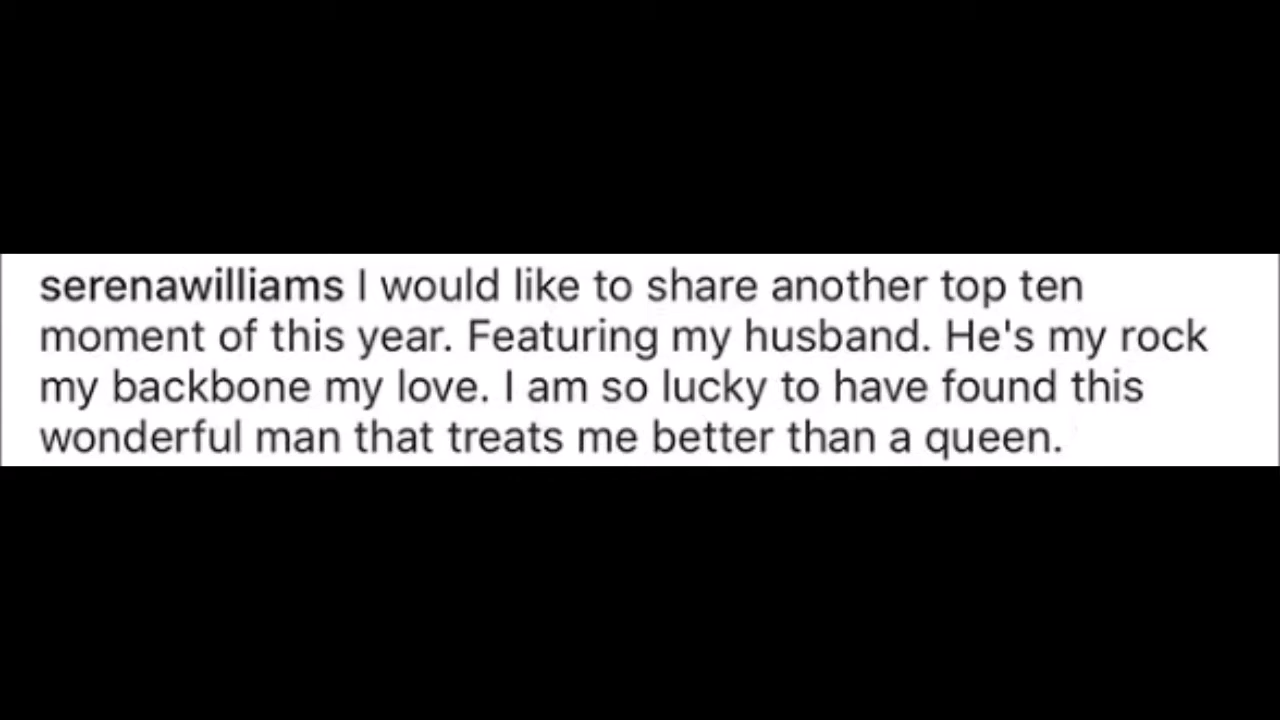 serenawilliams I would like to share another top ten
moment of this year. Featuring my husband. He's my rock
my backbone my love. I am so lucky to have found this
wonderful man that treats me better than a queen.